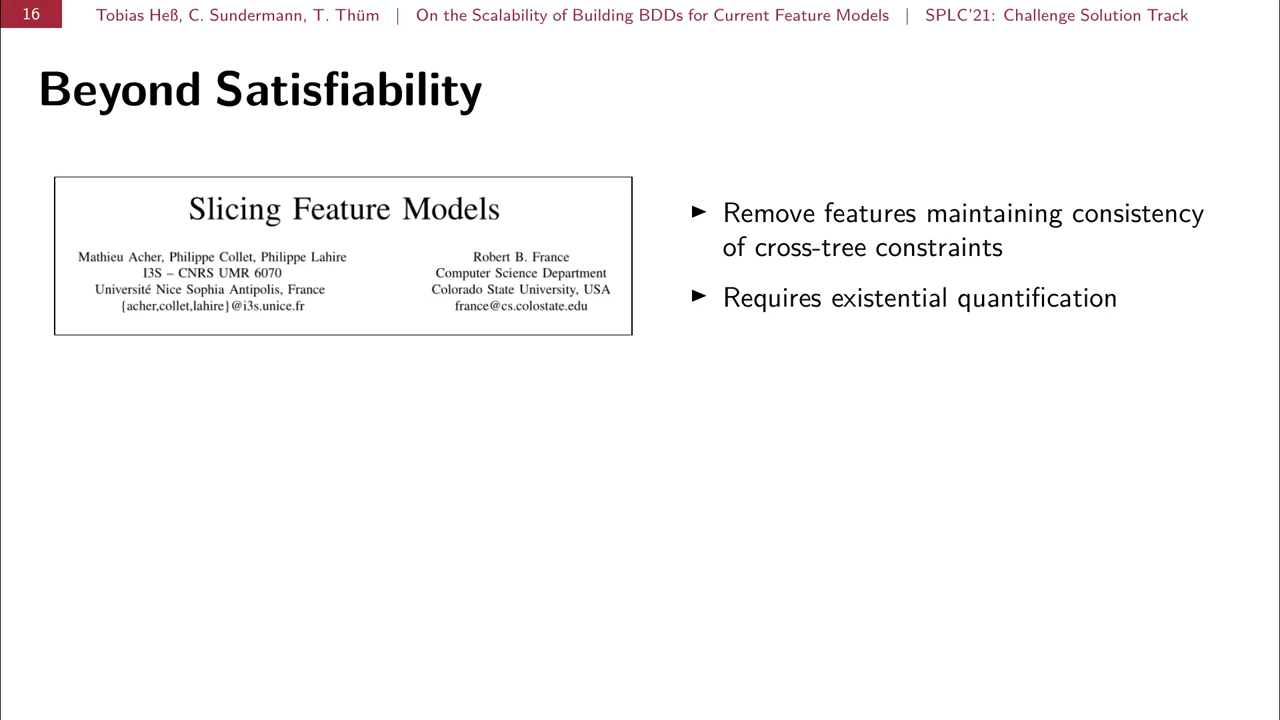 16
Tobias Heß, C. Sundermann, T. Thüm | On the Scalability of Building BDDs for Current Feature Models | SPLC'21: Challenge Solution Track
Beyond Satisfiability
Slicing Feature Models
Mathieu Acher, Philippe Collet, Philippe Lahire
I3S – CNRS UMR 6070
Université Nice Sophia Antipolis, France
{acher,collet,lahire}@i3s.unice.fr
Robert B. France
Computer Science Department
Colorado State University, USA
france@cs.colostate.edu
▶ Remove features maintaining consistency
of cross-tree constraints
▶ Requires existential quantification